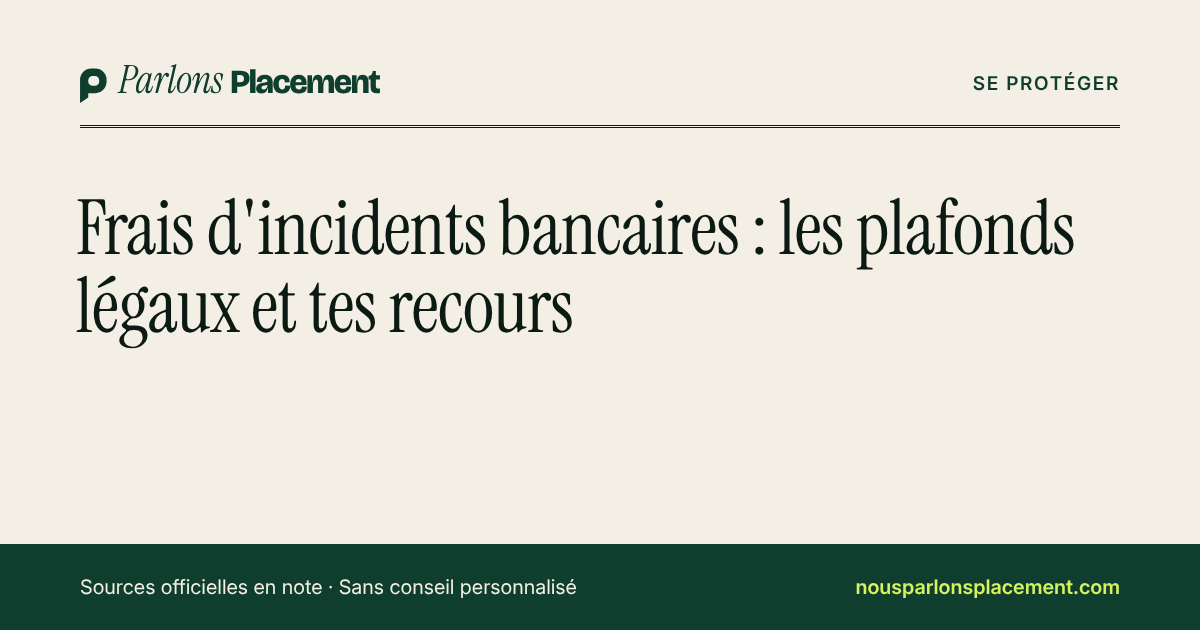 Parlons Placement
SE PROTÉGER
Frais d'incidents bancaires : les plafonds
légaux et tes recours
Sources officielles en note · Sans conseil personnalisé
nousparlonsplacement.com